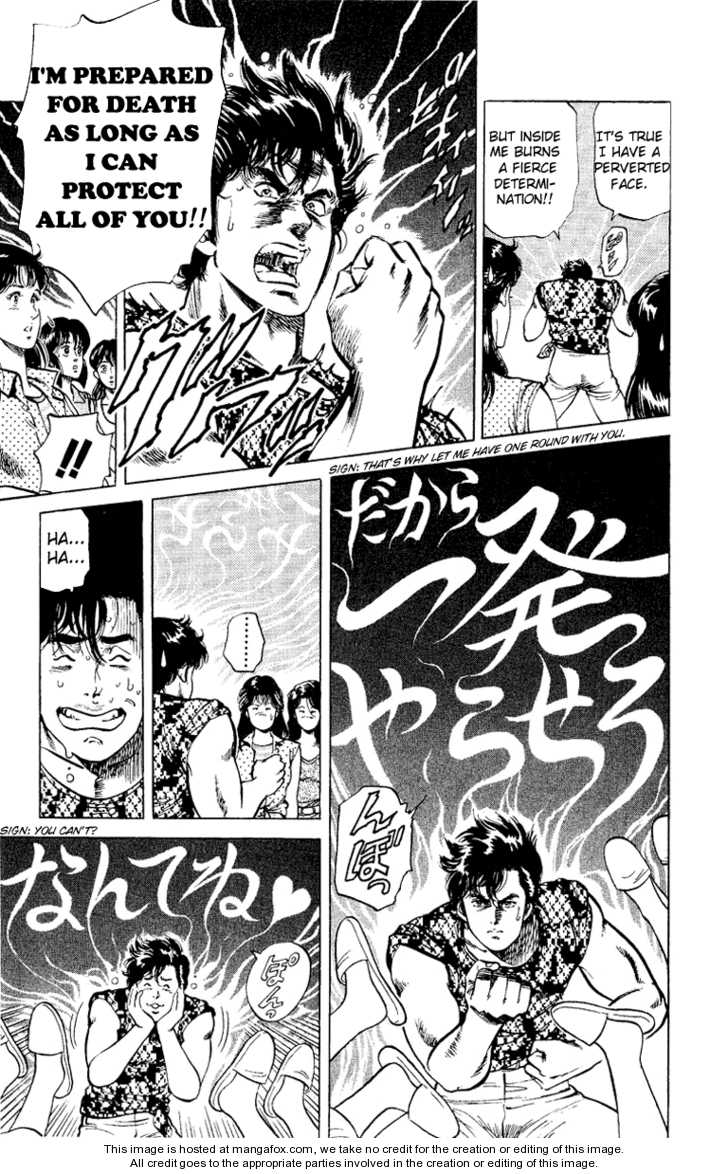 IT'S TRUE
I HAVE A
PERVERTED
FACE.
BUT INSIDE
ME BURNS
A FIERCE
DETERMI-
NATION!!
I'M PREPARED
FOR DEATH
AS LONG AS
I CAN
PROTECT
ALL OF YOU!!
!!
SIGN: THAT'S WHY LET ME HAVE ONE ROUND WITH YOU.
だから
一発
やらせろ
んぼっ
........
HA...
HA...
SIGN: YOU CAN'T?
なんてね♥
ぽんっ
This image is hosted at mangafox.com, we take no credit for the creation or editing of this image.
All credit goes to the appropriate parties involved in the creation or editing of this image.